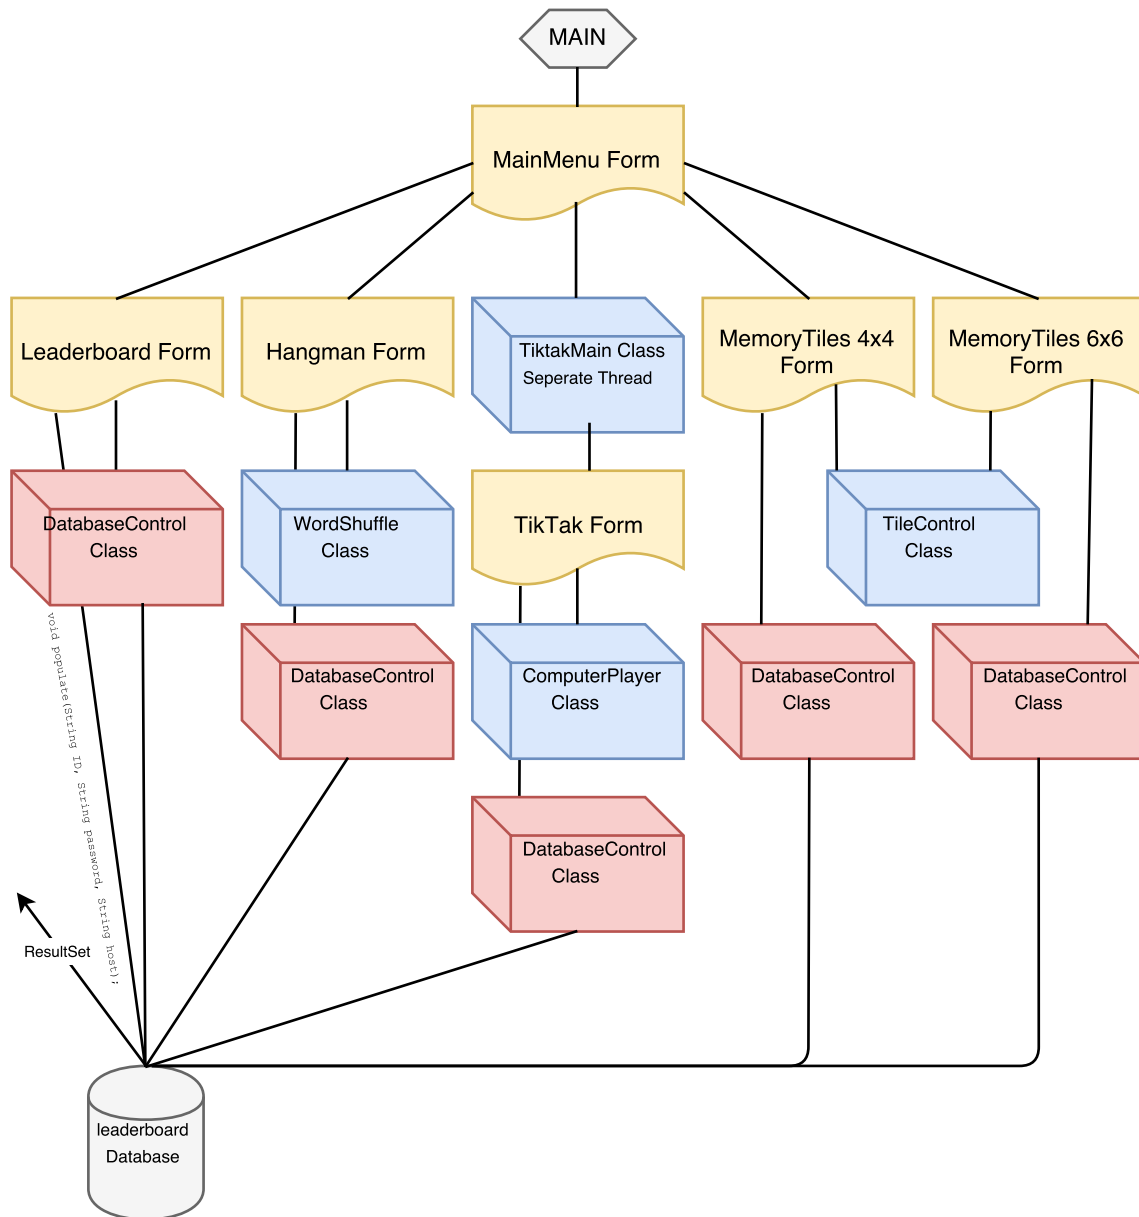 MAIN
MainMenu Form
Leaderboard Form
Hangman Form
TiktakMain Class
Seperate Thread
MemoryTiles 4x4
Form
MemoryTiles 6x6
Form
DatabaseControl
Class
WordShuffle
Class
TikTak Form
TileControl
Class
void populate(String ID, String password, String host);
DatabaseControl
Class
ComputerPlayer
Class
DatabaseControl
Class
DatabaseControl
Class
DatabaseControl
Class
ResultSet
leaderboard
Database